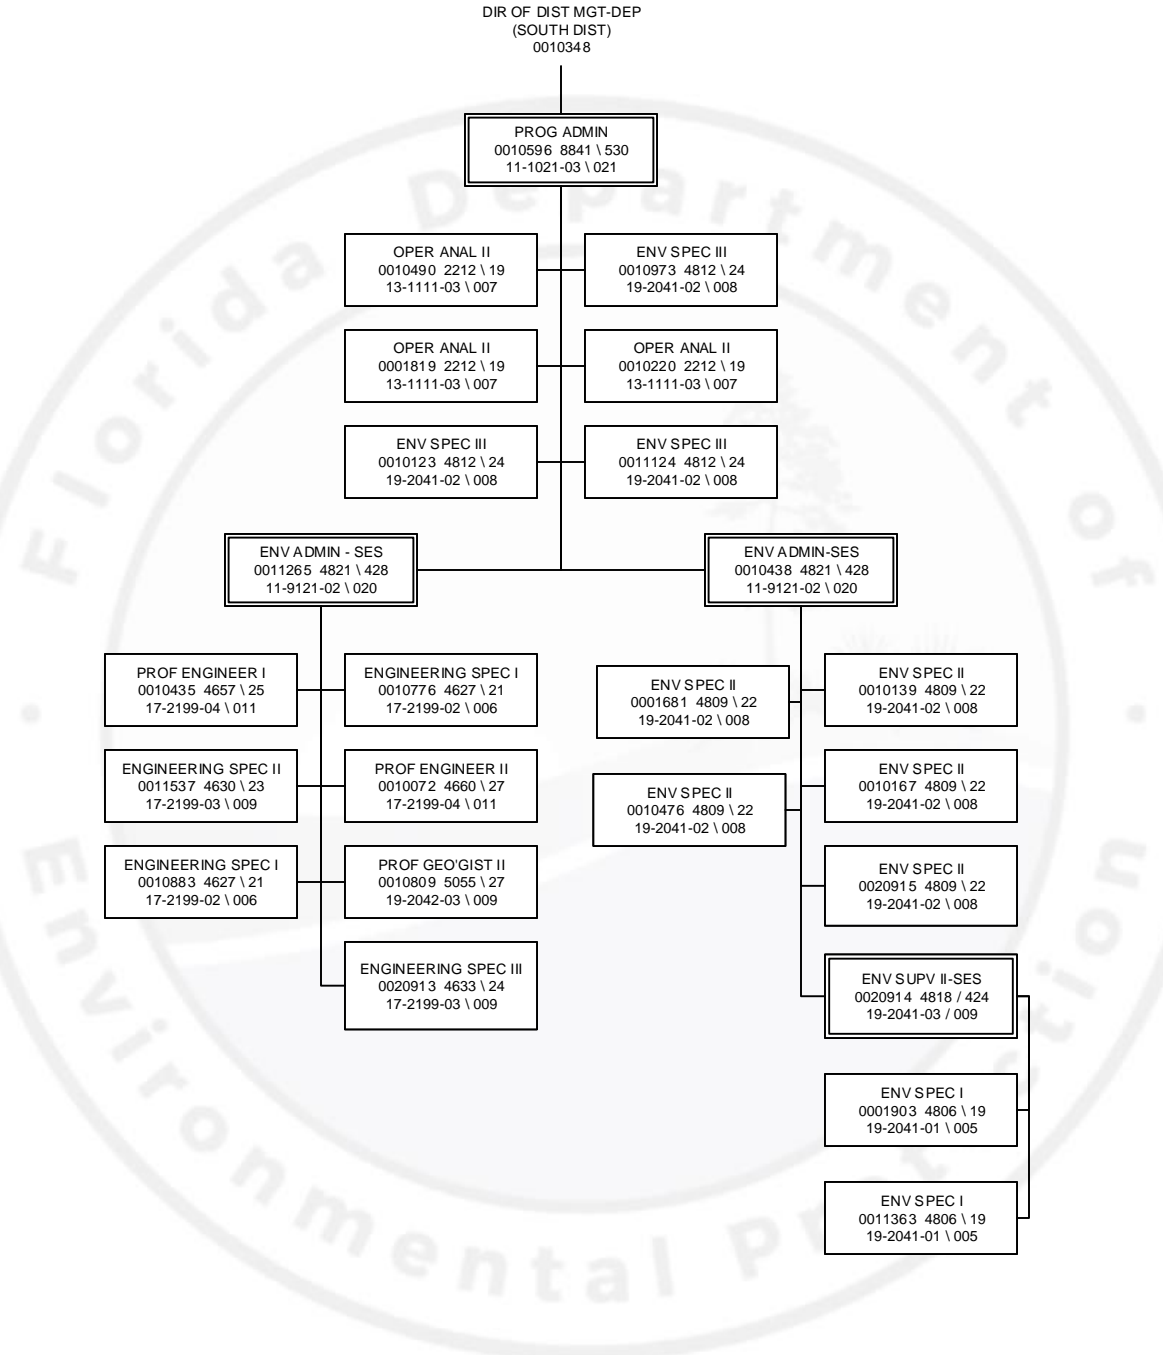 DIR OF DIST MGT-DEP
(SOUTH DIST)
0010348
PROG ADMIN
0010596 8841 \ 530
11-1021-03 \ 021
OPER ANAL II
0010490 2212 \ 19
13-1111-03 \ 007
ENV SPEC III
0010973 4812 \ 24
19-2041-02 \ 008
OPER ANAL II
0001819 2212 \ 19
13-1111-03 \ 007
OPER ANAL II
0010220 2212 \ 19
13-1111-03 \ 007
ENV SPEC III
0010123 4812 \ 24
19-2041-02 \ 008
ENV SPEC III
0011124 4812 \ 24
19-2041-02 \ 008
ENV ADMIN - SES
0011265 4821 \ 428
11-9121-02 \ 020
ENV ADMIN-SES
0010438 4821 \ 428
11-9121-02 \ 020
PROF ENGINEER I
0010435 4657 \ 25
17-2199-04 \ 011
ENGINEERING SPEC I
0010776 4627 \ 21
17-2199-02 \ 006
ENGINEERING SPEC II
0011537 4630 \ 23
17-2199-03 \ 009
PROF ENGINEER II
0010072 4660 \ 27
17-2199-04 \ 011
ENGINEERING SPEC I
0010883 4627 \ 21
17-2199-02 \ 006
PROF GEO'GIST II
0010809 5055 \ 27
19-2042-03 \ 009
ENGINEERING SPEC III
0020913 4633 \ 24
17-2199-03 \ 009
ENV SPEC II
0001681 4809 \ 22
19-2041-02 \ 008
ENV SPEC II
0010139 4809 \ 22
19-2041-02 \ 008
ENV SPEC II
0010476 4809 \ 22
19-2041-02 \ 008
ENV SPEC II
0010167 4809 \ 22
19-2041-02 \ 008
ENV SPEC II
0020915 4809 \ 22
19-2041-02 \ 008
ENV SUPV II-SES
0020914 4818 / 424
19-2041-03 / 009
ENV SPEC I
0001903 4806 \ 19
19-2041-01 \ 005
ENV SPEC I
0011363 4806 \ 19
19-2041-01 \ 005
Florida Department of
Environmental Protection